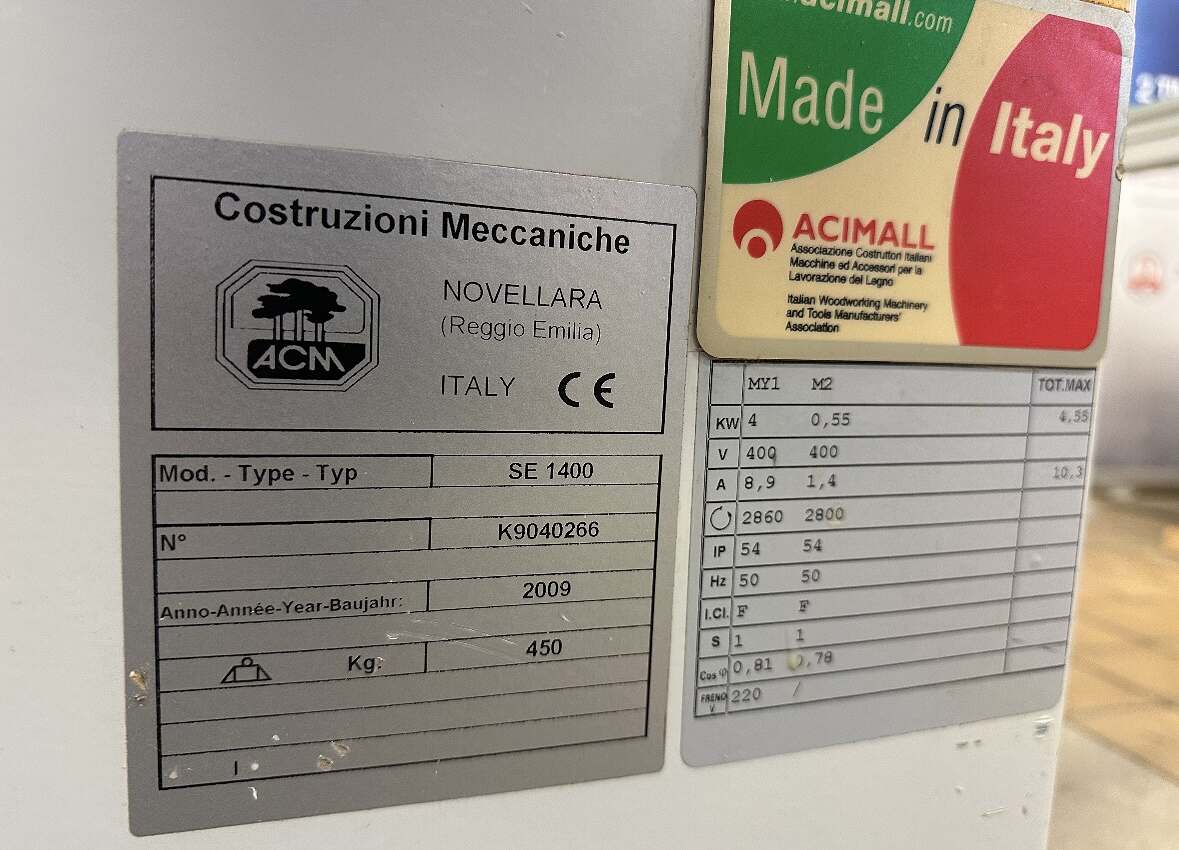 Costruzioni Meccaniche
ACM
NOVELLARA
(Reggio Emilia)
ITALY CE
Mod. - Type - Typ SE 1400
N° K9040266
Anno-Année-Year-Baujahr: 2009
Kg: 450
I
acimall.com
Made in Italy
ACIMALL
Associazione Costruttori Italiani
Macchine ed Accessori per la
Lavorazione del Legno
Italian Woodworking Machinery
and Tools Manufacturers'
Association
MY1 M2 TOT.MAX
KW 4 0,55 4,55
V 400 400
A 8,9 1,4 10,3
2860 2800
IP 54 54
Hz 50 50
I.Cl. F F
S 1 1
Cos φ 0,81 0,78
FRENO V 220 /